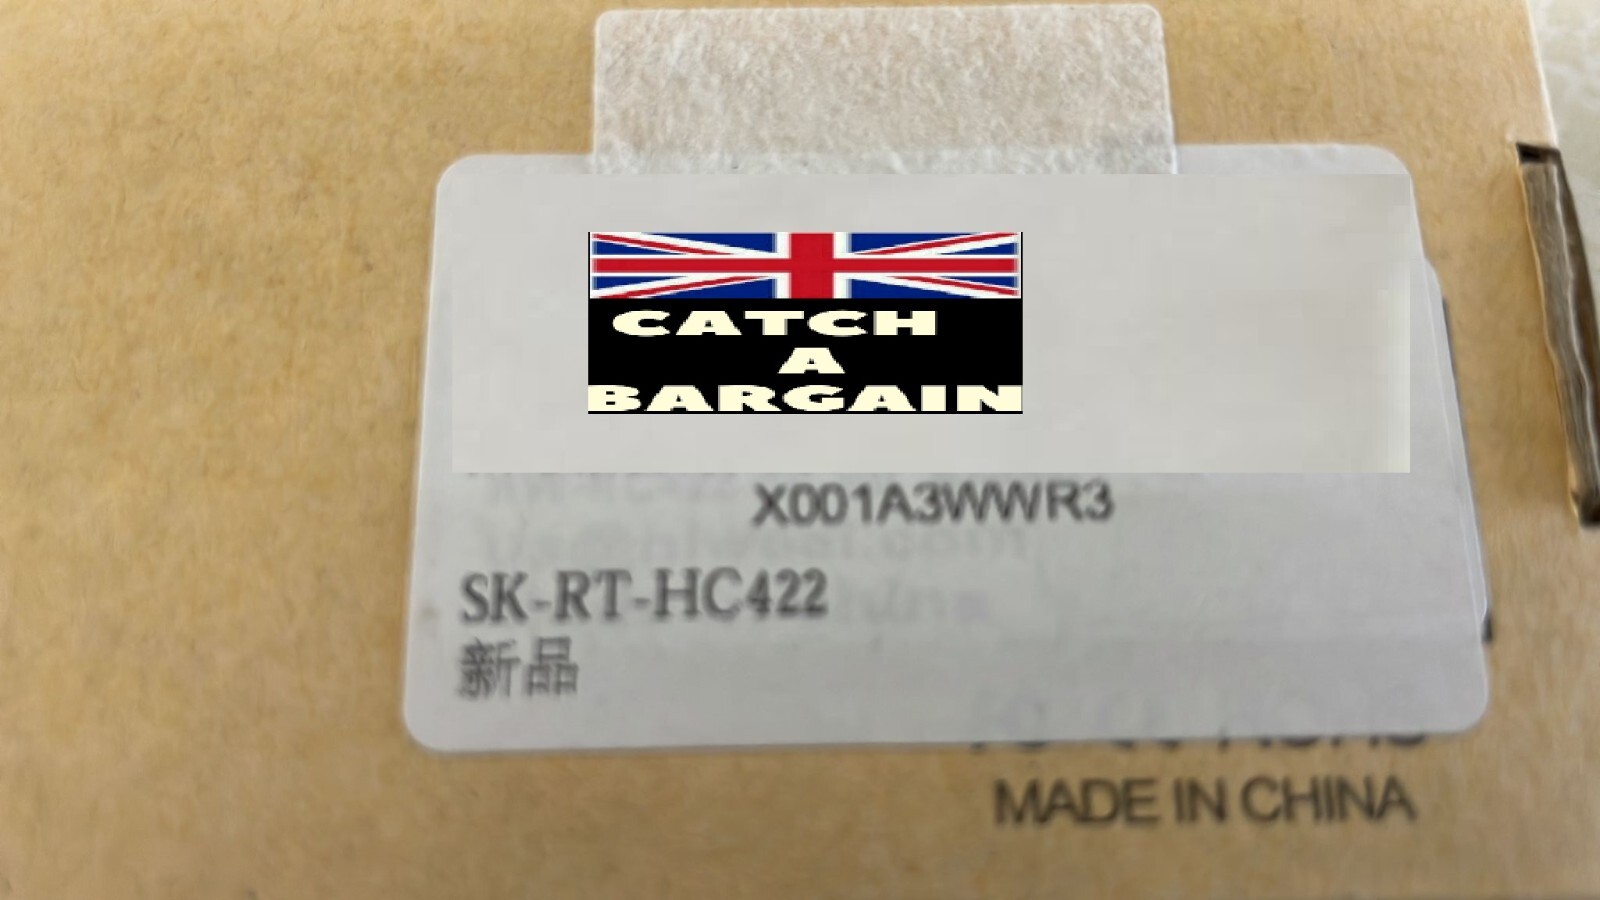 CATCH
A
BARGAIN
X001A3WWR3
SK-RT-HC422
新品
MADE IN CHINA